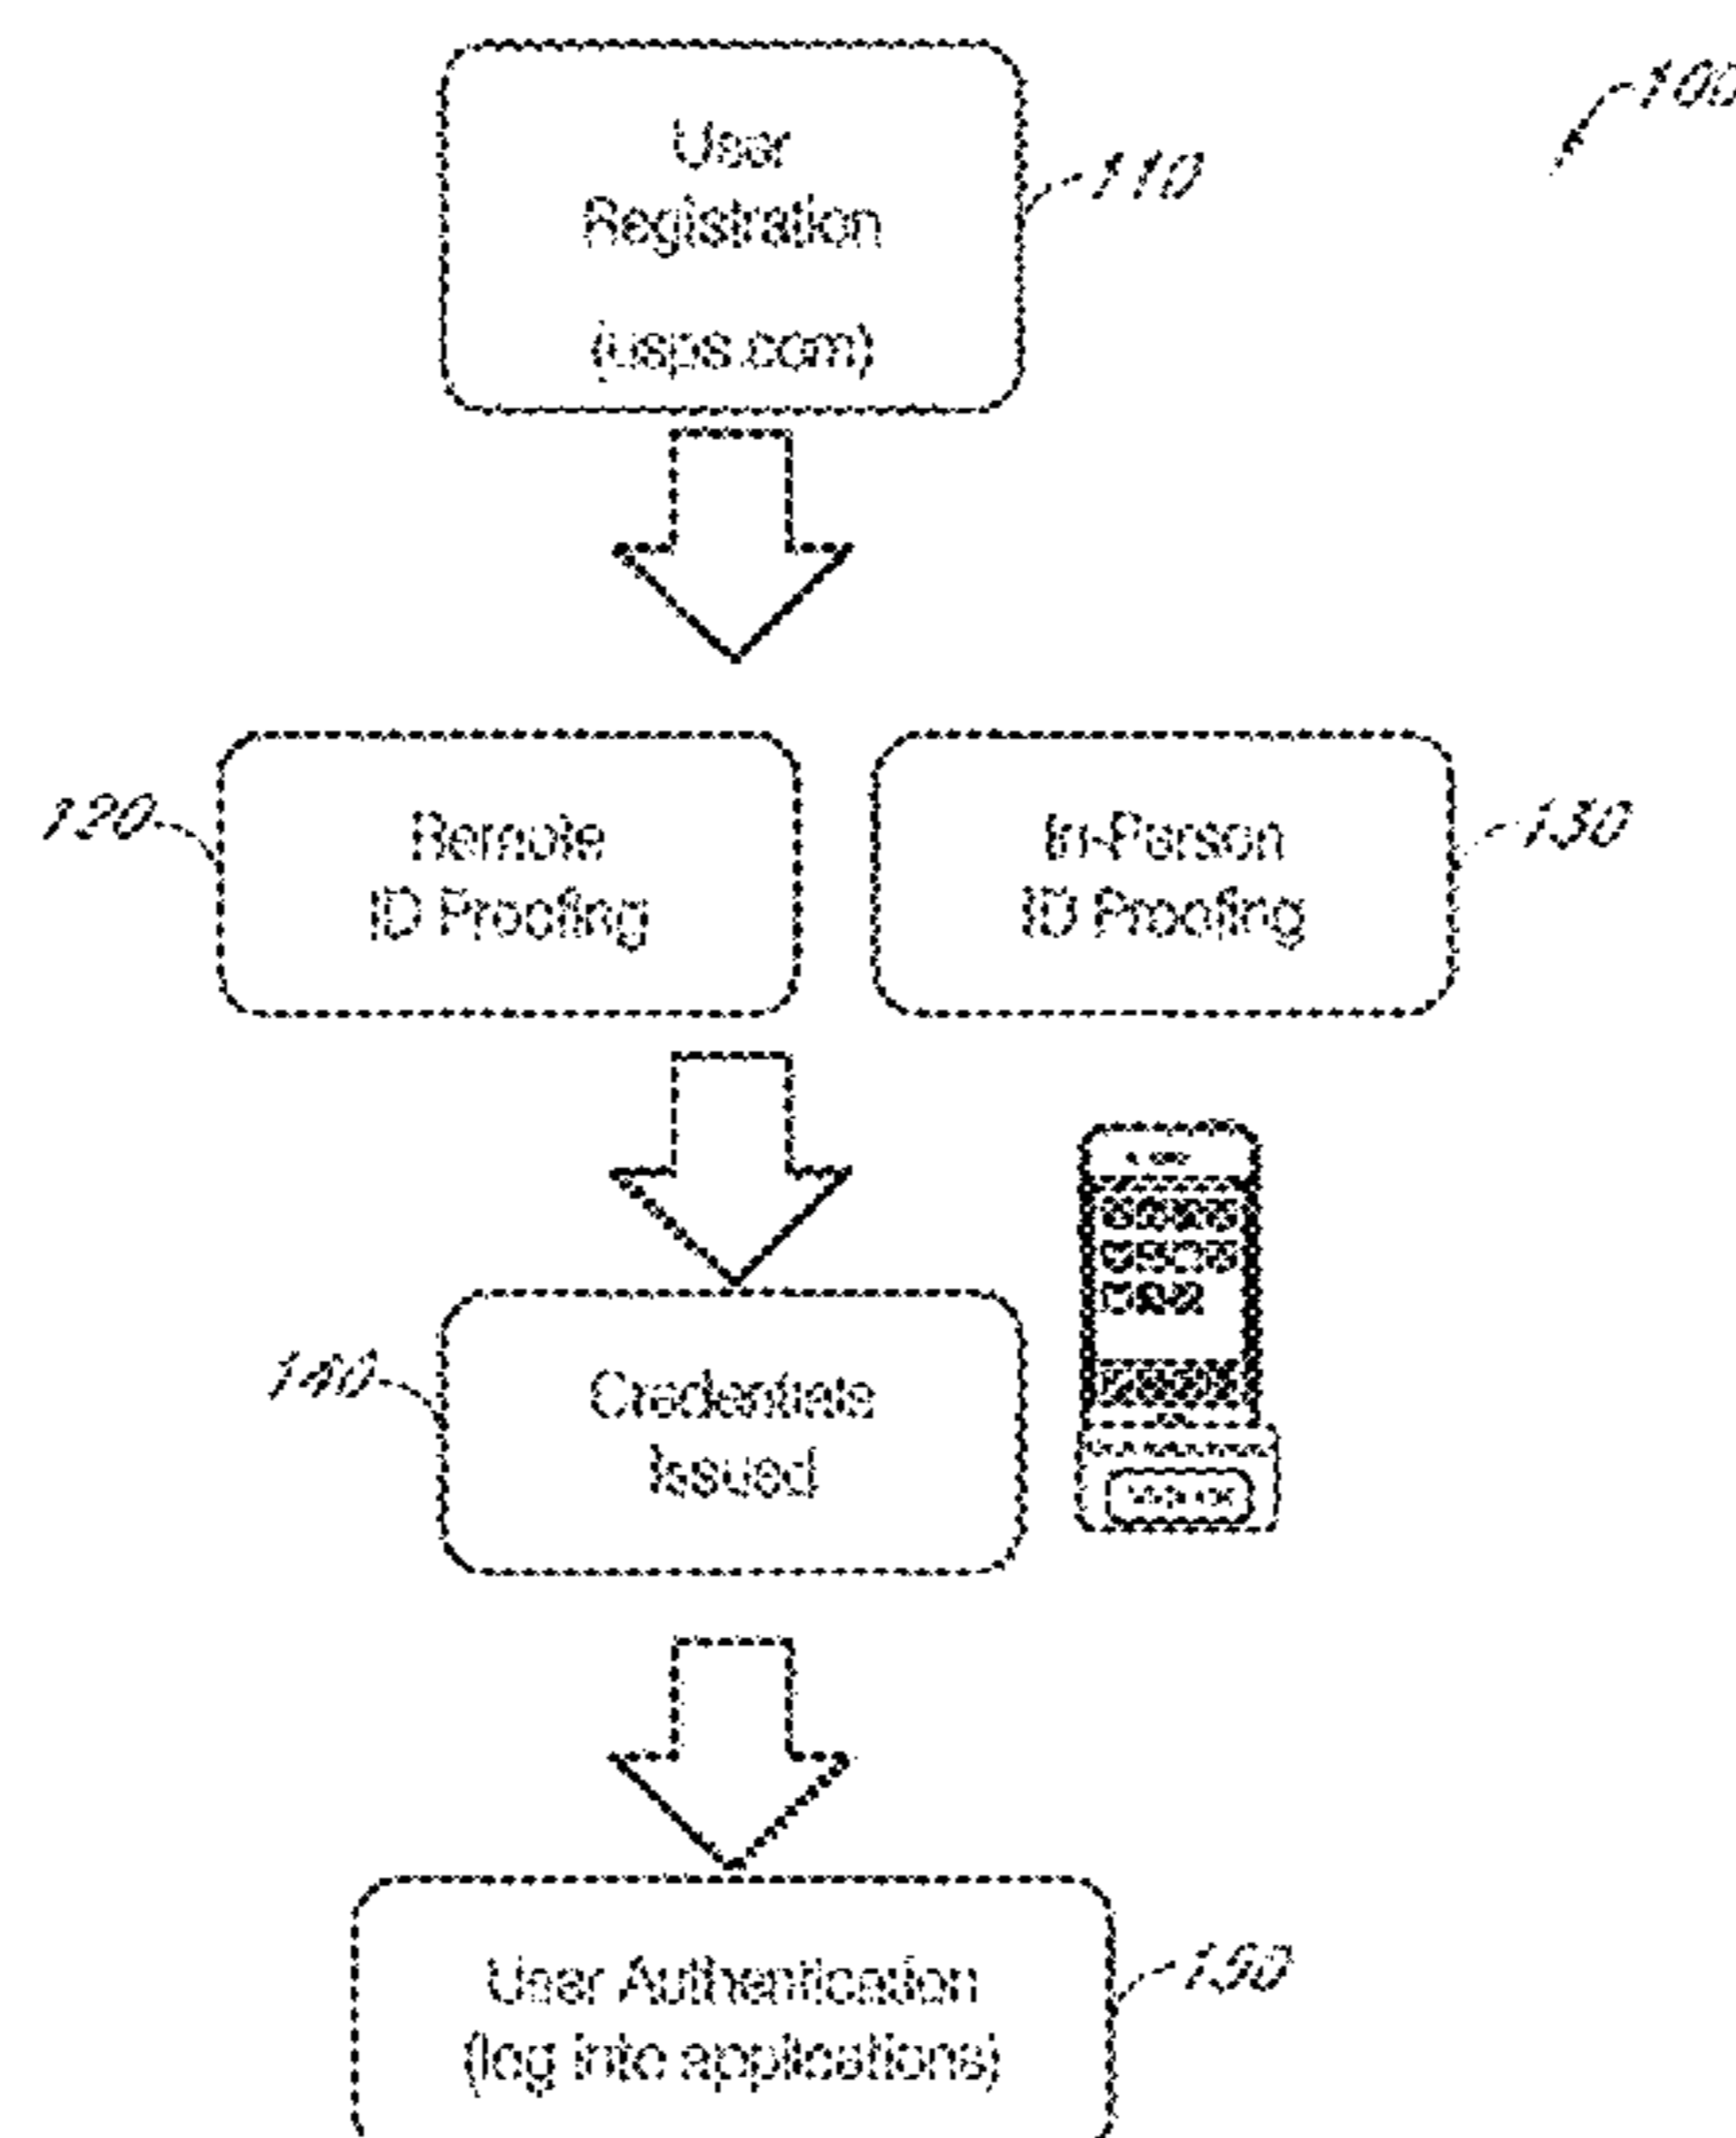 100
User
Registration
(usps.com)
110
120
Remote
ID Proofing
In-Person
ID Proofing
130
140
Credentials
Issued
User Authentication
(log into applications)
150